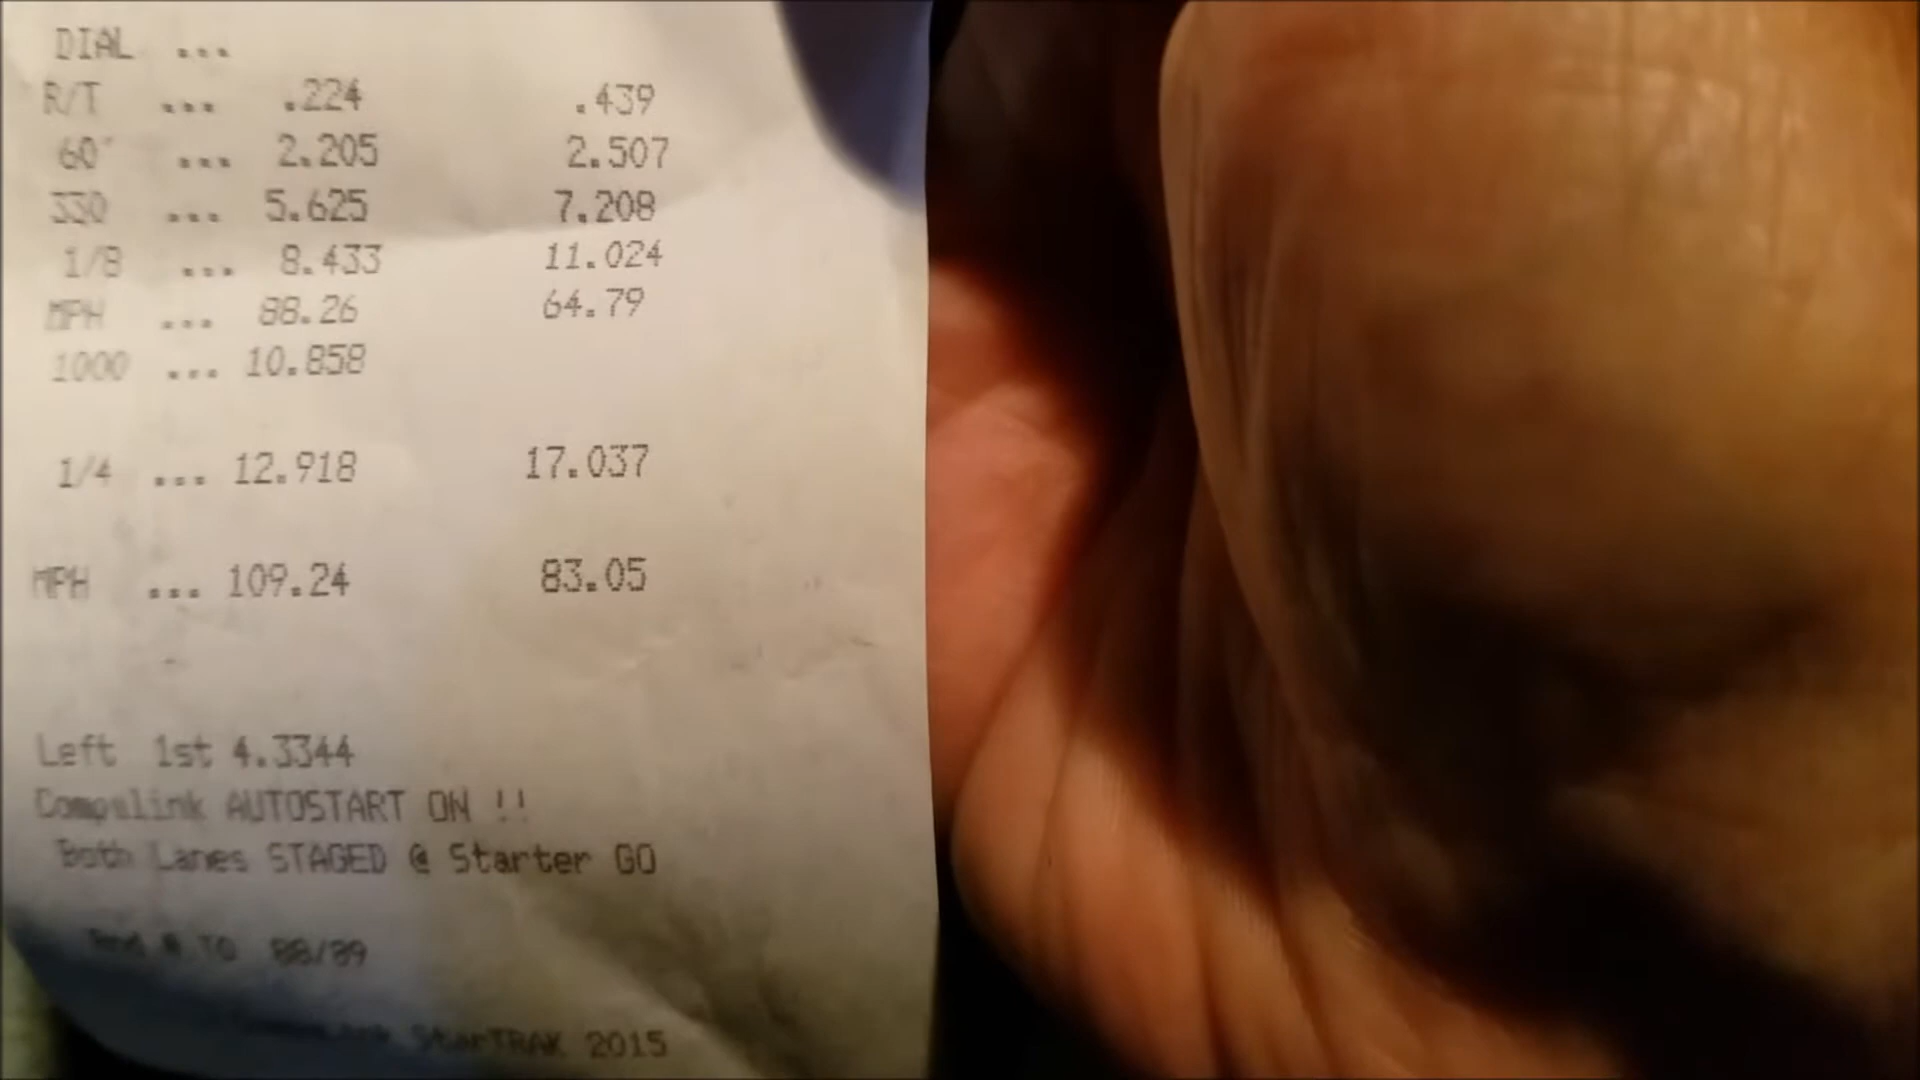 DIAL ...
R/T ... .224 .439
60' ... 2.205 2.507
330 ... 5.625 7.208
1/8 ... 8.433 11.024
MPH ... 88.26 64.79
1000 ... 10.858
1/4 ... 12.918 17.037
MPH ... 109.24 83.05
Left 1st 4.3344
Compulink AUTOSTART ON !!
Both Lanes STAGED @ Starter GO
TO
StarTRAK 2015